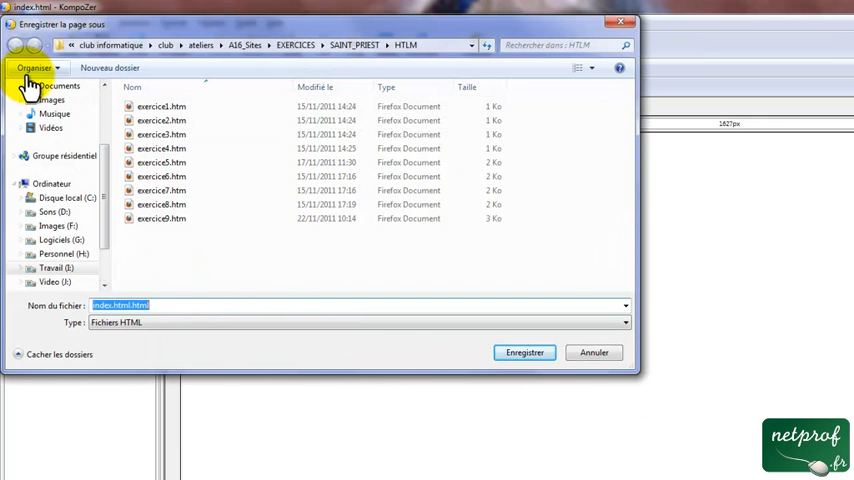 index.html - KompoZer
Enregistrer la page sous
« club informatique ▸ club ▸ ateliers ▸ A16_Sites ▸ EXERCICES ▸ SAINT_PRIEST ▸ HTLM
Rechercher dans : HTLM
Organiser
Nouveau dossier
Documents
Images
Musique
Vidéos
Groupe résidentiel
Ordinateur
Disque local (C:)
Sons (D:)
Images (F:)
Logiciels (G:)
Personnel (H:)
Travail (I:)
Video (J:)
Nom Modifié le Type Taille
exercice1.htm 15/11/2011 14:24 Firefox Document 1 Ko
exercice2.htm 15/11/2011 14:24 Firefox Document 1 Ko
exercice3.htm 15/11/2011 14:24 Firefox Document 1 Ko
exercice4.htm 15/11/2011 14:25 Firefox Document 1 Ko
exercice5.htm 17/11/2011 11:30 Firefox Document 2 Ko
exercice6.htm 15/11/2011 17:16 Firefox Document 2 Ko
exercice7.htm 15/11/2011 17:16 Firefox Document 2 Ko
exercice8.htm 15/11/2011 17:19 Firefox Document 2 Ko
exercice9.htm 22/11/2011 10:14 Firefox Document 3 Ko
Nom du fichier : index.html.html
Type : Fichiers HTML
Cacher les dossiers
Enregistrer
Annuler
1627px
netprof
.fr